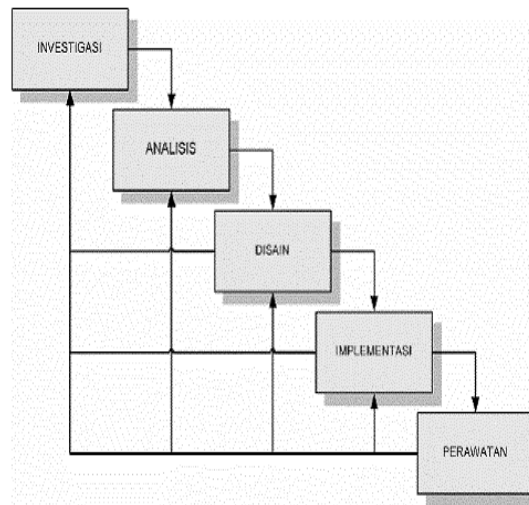 INVESTIGASI
ANALISIS
DISAIN
IMPLEMENTASI
PERAWATAN